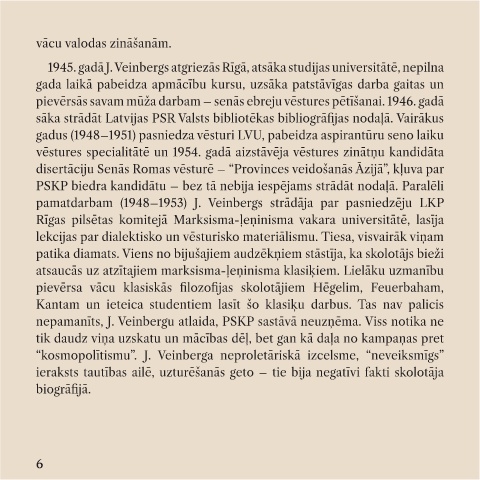 vācu valodas zināšanām.
1945. gadā J. Veinbergs atgriezās Rīgā, atsāka studijas universitātē, nepilna
gada laikā pabeidza apmācību kursu, uzsāka patstāvīgas darba gaitas un
pievērsās savam mūža darbam – senās ebreju vēstures pētīšanai. 1946. gadā
sāka strādāt Latvijas PSR Valsts bibliotēkas bibliogrāfijas nodaļā. Vairākus
gadus (1948–1951) pasniedza vēsturi LVU, pabeidza aspirantūru seno laiku
vēstures specialitātē un 1954. gadā aizstāvēja vēstures zinātņu kandidāta
disertāciju Senās Romas vēsturē – “Provinces veidošanās Āzijā”, kļuva par
PSKP biedra kandidātu – bez tā nebija iespējams strādāt nodaļā. Paralēli
pamatdarbam (1948–1953) J. Veinbergs strādāja par pasniedzēju LKP
Rīgas pilsētas komitejā Marksisma-ļeņinisma vakara universitātē, lasīja
lekcijas par dialektisko un vēsturisko materiālismu. Tiesa, visvairāk viņam
patika diamats. Viens no bijušajiem audzēkņiem stāstīja, ka skolotājs bieži
atsaucās uz atzītajiem marksisma-ļeņinisma klasiķiem. Lielāku uzmanību
pievērsa vācu klasiskās filozofijas skolotājiem Hēgelim, Feuerbaham,
Kantam un ieteica studentiem lasīt šo klasiķu darbus. Tas nav palicis
nepamanīts, J. Veinbergu atlaida, PSKP sastāvā neuzņēma. Viss notika ne
tik daudz viņa uzskatu un mācības dēļ, bet gan kā daļa no kampaņas pret
“kosmopolītismu”. J. Veinberga neproletāriskā izcelsme, “neveiksmīgs”
ieraksts tautības ailē, uzturēšanās geto – tie bija negatīvi fakti skolotāja
biogrāfijā.
6